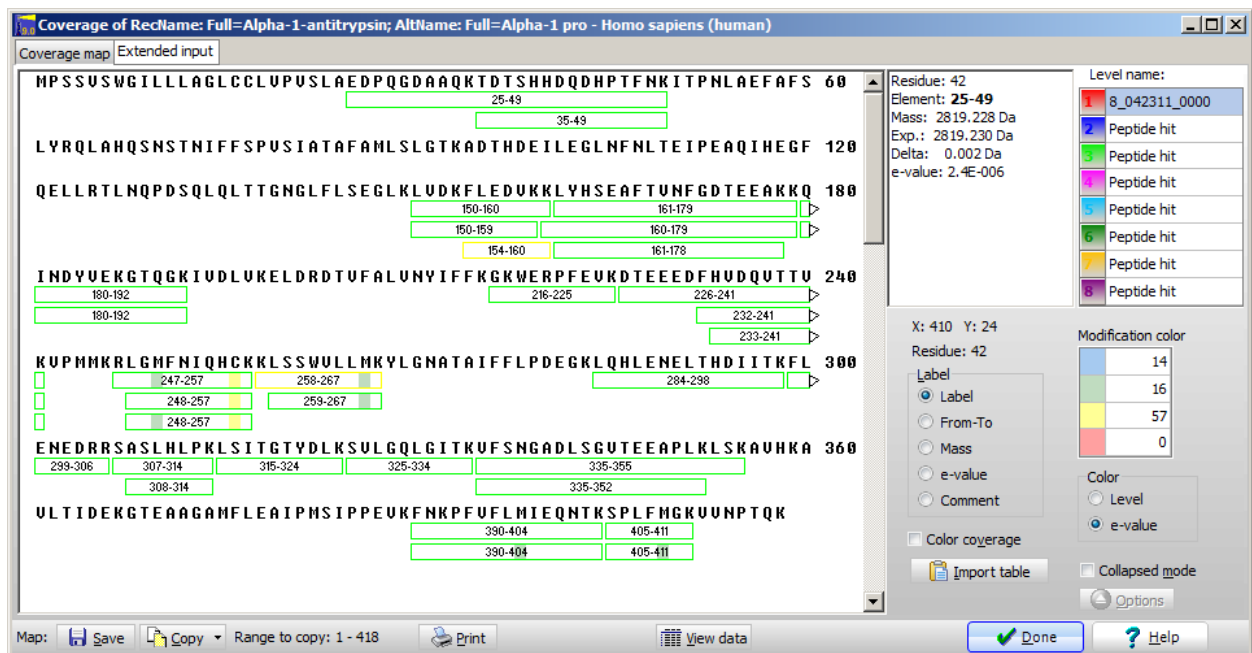 9.0 Coverage of RecName: Full=Alpha-1-antitrypsin; AltName: Full=Alpha-1 pro - Homo sapiens (human)
Coverage map Extended input
MPSSVSWGILLLAGLCCLVPVSLAEDPQGDAAQKTDTSHHDQDHPTFNKITPNLAEFAFS 60
25-49
35-49
LYRQLAHQSNSTNIFFSPVSIATAFAMLSLGTKADTHDEILEGLNFNLTEIPEAQIHEGF 120
QELLRTLNQPDSQLQLTTGNGLFLSEGLKLVDKFLEDVKKLYHSEAFTVNFGDTEEAKKQ 180
150-160 161-179
150-159 160-179
154-160 161-178
INDYVEKGTQGKIVDLVKELDRDTVFALVNYIFFKGKWERPFEVKDTEEEDFHVDQVTTV 240
180-192 216-225 226-241
180-192 232-241
233-241
KVPMMKRLGMFNIQHCKKLSSWVLLMKYLGNATAIFFLPDEGKLQHLENELTHDIITKFL 300
247-257 258-267 284-298
248-257 259-267
248-257
ENEDRRSASLHLPKLSITGTYDLKSVLGQLGITKVFSNGADLSGVTEEAPLKLSKAVHKA 360
299-306 307-314 315-324 325-334 335-355
308-314 335-352
VLTIDEKGTEAAGAMFLEAIPMSIPPEVKFNKPFVFLMIEQNTKSPLFMGKVVNPTQK
390-404 405-411
390-404 405-411
Residue: 42
Element: 25-49
Mass: 2819.228 Da
Exp.: 2819.230 Da
Delta: 0.002 Da
e-value: 2.4E-006
Level name:
1 8_042311_0000
2 Peptide hit
3 Peptide hit
4 Peptide hit
5 Peptide hit
6 Peptide hit
7 Peptide hit
8 Peptide hit
X: 410 Y: 24
Residue: 42
Label
Label
From-To
Mass
e-value
Comment
Color coverage
Import table
Modification color
14
16
57
0
Color
Level
e-value
Collapsed mode
Options
Map: Save Copy Range to copy: 1 - 418 Print View data Done Help